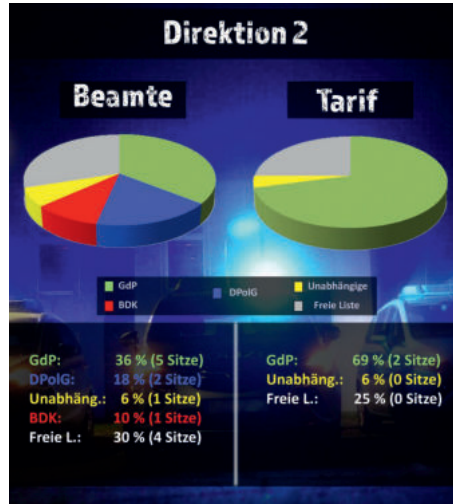 Direktion 2
Beamte
Tarif
GdP
DPolG
Unabhängige
BDK
Freie Liste
GdP: 36 % (5 Sitze)
DPolG: 18 % (2 Sitze)
Unabhäng.: 6 % (1 Sitze)
BDK: 10 % (1 Sitze)
Freie L.: 30 % (4 Sitze)
GdP: 69 % (2 Sitze)
Unabhäng.: 6 % (0 Sitze)
Freie L.: 25 % (0 Sitze)